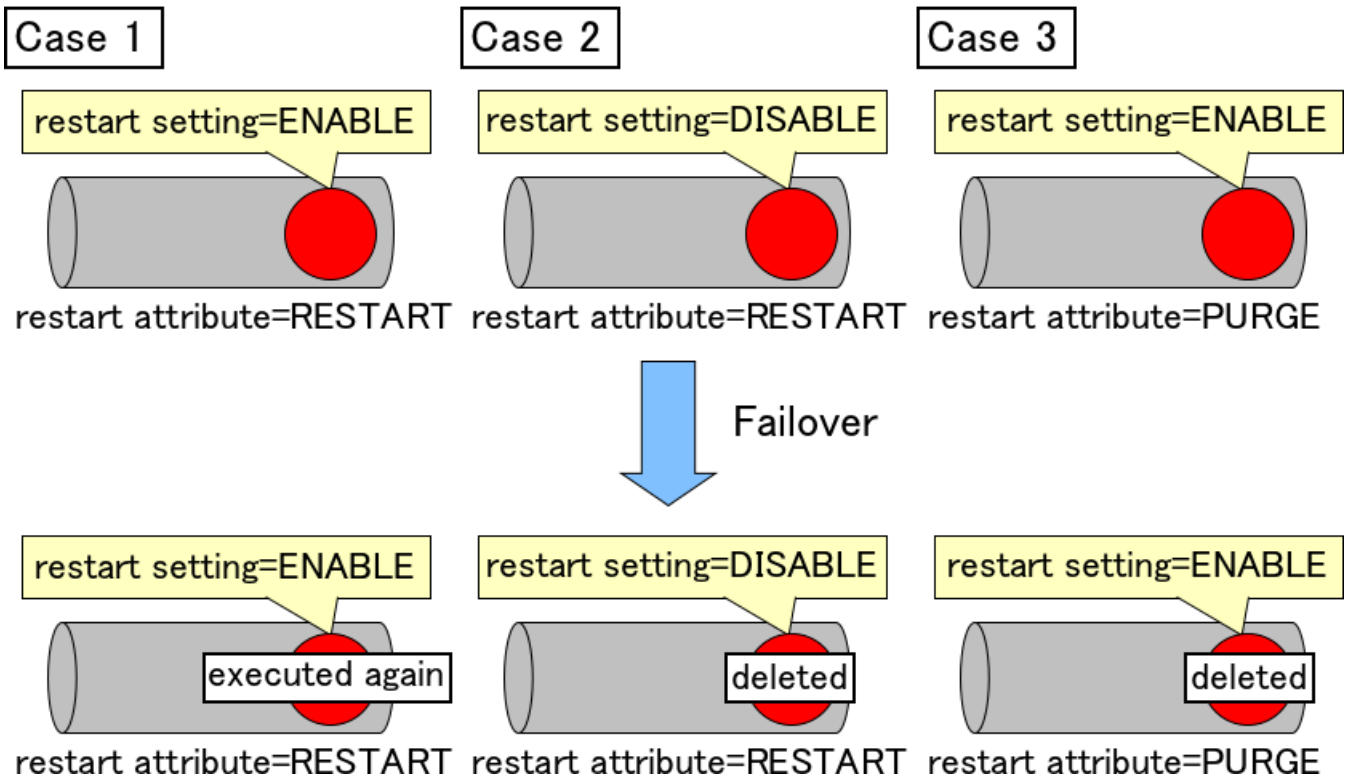 Case 1
Case 2
Case 3
restart setting=ENABLE
restart setting=DISABLE
restart setting=ENABLE
restart attribute=RESTART
restart attribute=RESTART
restart attribute=PURGE
Failover
restart setting=ENABLE
restart setting=DISABLE
restart setting=ENABLE
executed again
deleted
deleted
restart attribute=RESTART
restart attribute=RESTART
restart attribute=PURGE